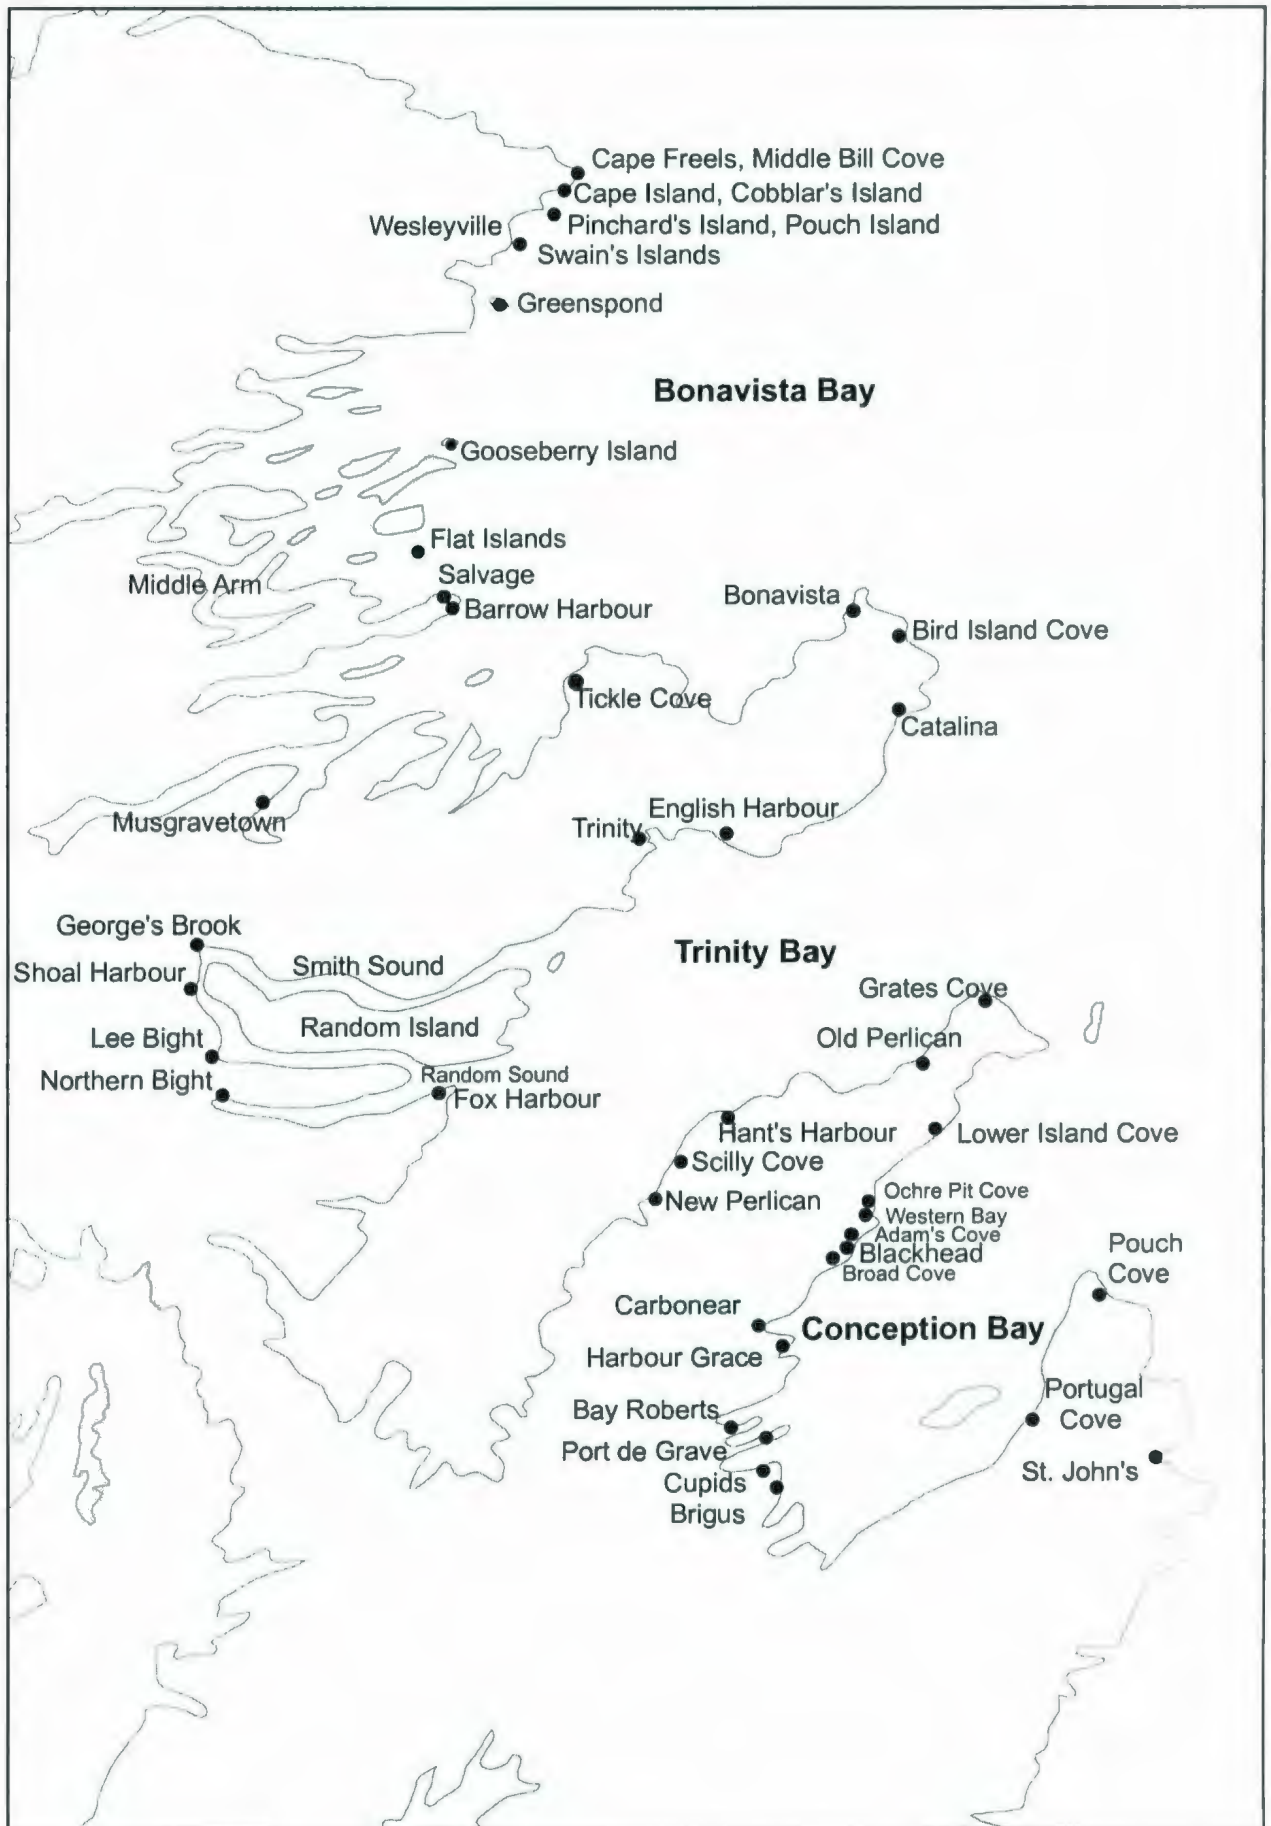 Cape Freels, Middle Bill Cove
Cape Island, Cobblar's Island
Wesleyville
Pinchard's Island, Pouch Island
Swain's Islands
Greenspond
Bonavista Bay
Gooseberry Island
Flat Islands
Salvage
Middle Arm
Barrow Harbour
Bonavista
Bird Island Cove
Tickle Cove
Catalina
Musgravetown
English Harbour
Trinity
George's Brook
Smith Sound
Shoal Harbour
Trinity Bay
Grates Cove
Random Island
Old Perlican
Lee Bight
Northern Bight
Random Sound
Fox Harbour
Hant's Harbour
Lower Island Cove
Scilly Cove
New Perlican
Ochre Pit Cove
Western Bay
Adam's Cove
Blackhead
Broad Cove
Pouch
Cove
Carbonear
Conception Bay
Harbour Grace
Bay Roberts
Portugal
Cove
Port de Grave
Cupids
Brigus
St. John's